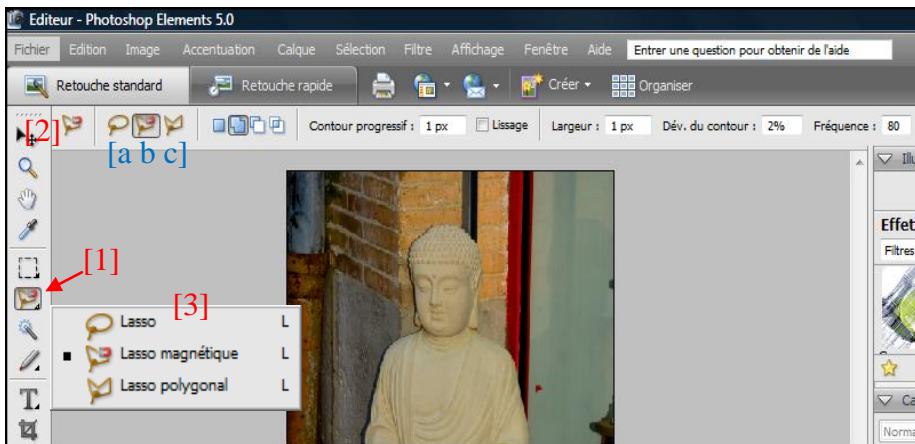 Editeur - Photoshop Elements 5.0
Fichier Edition Image Accentuation Calque Sélection Filtre Affichage Fenêtre Aide Entrer une question pour obtenir de l'aide
Retouche standard Retouche rapide Créer Organiser
[2] Contour progressif : 1 px Lissage Largeur : 1 px Dév. du contour : 2% Fréquence : 80
[a b c]
[1]
Effet
Filtres
[3]
Lasso L
Lasso magnétique L
Lasso polygonal L
T
Ca
Norma